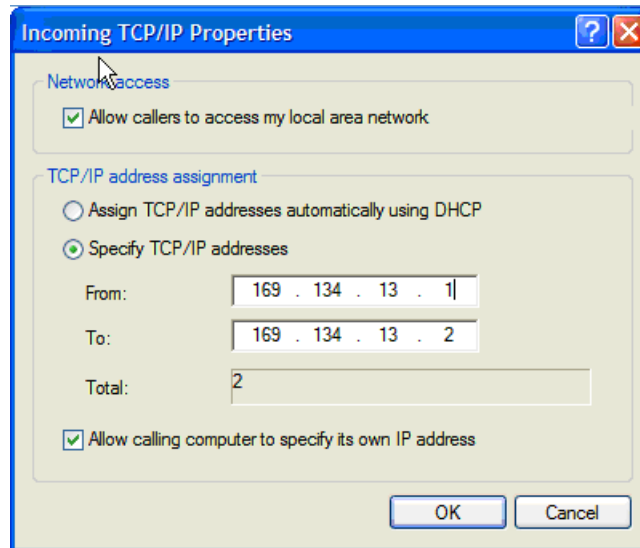 Incoming TCP/IP Properties
Network access
Allow callers to access my local area network
TCP/IP address assignment
Assign TCP/IP addresses automatically using DHCP
Specify TCP/IP addresses
From: 169 . 134 . 13 . 1
To: 169 . 134 . 13 . 2
Total: 2
Allow calling computer to specify its own IP address
OK Cancel